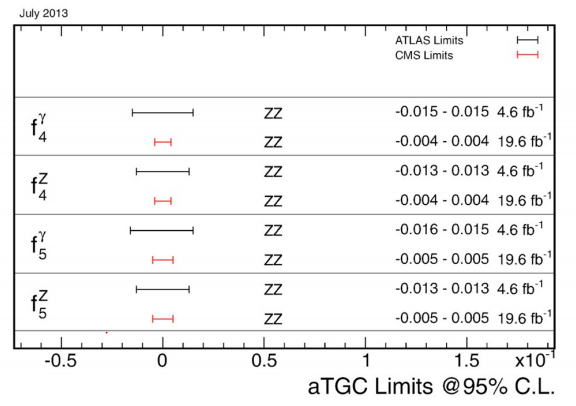 July 2013
ATLAS Limits
CMS Limits
f₄^γ ZZ -0.015 - 0.015 4.6 fb⁻¹
ZZ -0.004 - 0.004 19.6 fb⁻¹
f₄^Z ZZ -0.013 - 0.013 4.6 fb⁻¹
ZZ -0.004 - 0.004 19.6 fb⁻¹
f₅^γ ZZ -0.016 - 0.015 4.6 fb⁻¹
ZZ -0.005 - 0.005 19.6 fb⁻¹
f₅^Z ZZ -0.013 - 0.013 4.6 fb⁻¹
ZZ -0.005 - 0.005 19.6 fb⁻¹
-0.5 0 0.5 1 1.5 x10⁻¹
aTGC Limits @95% C.L.